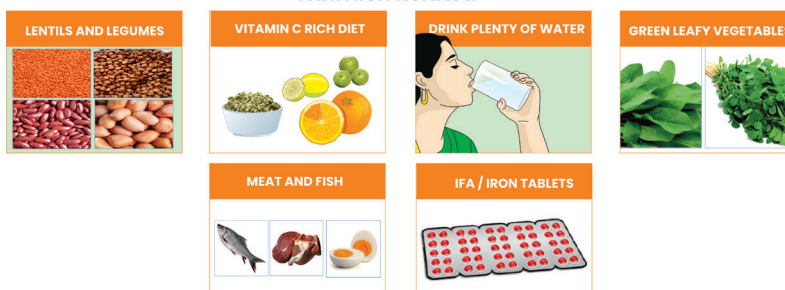 LENTILS AND LEGUMES
VITAMIN C RICH DIET
DRINK PLENTY OF WATER
GREEN LEAFY VEGETABLE
MEAT AND FISH
IFA / IRON TABLETS